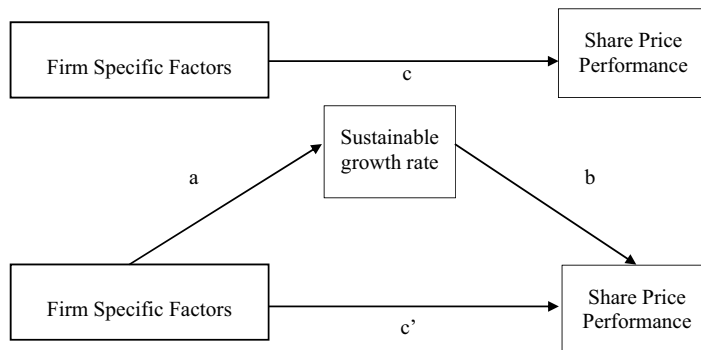 Firm Specific Factors
Share Price
Performance
c
Sustainable
growth rate
a
b
Firm Specific Factors
Share Price
Performance
c’